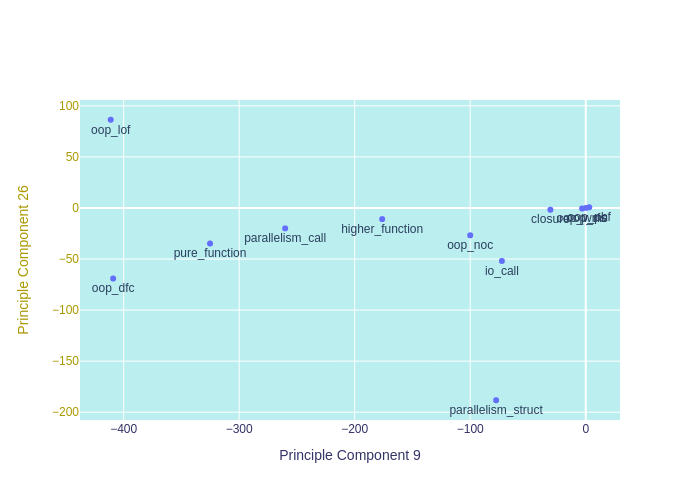 100
50
0
−50
−100
−150
−200
Principle Component 26
oop_lof
pure_function
oop_dfc
parallelism_call
higher_function
oop_noc
io_call
parallelism_struct
−400
−300
−200
−100
0
Principle Component 9